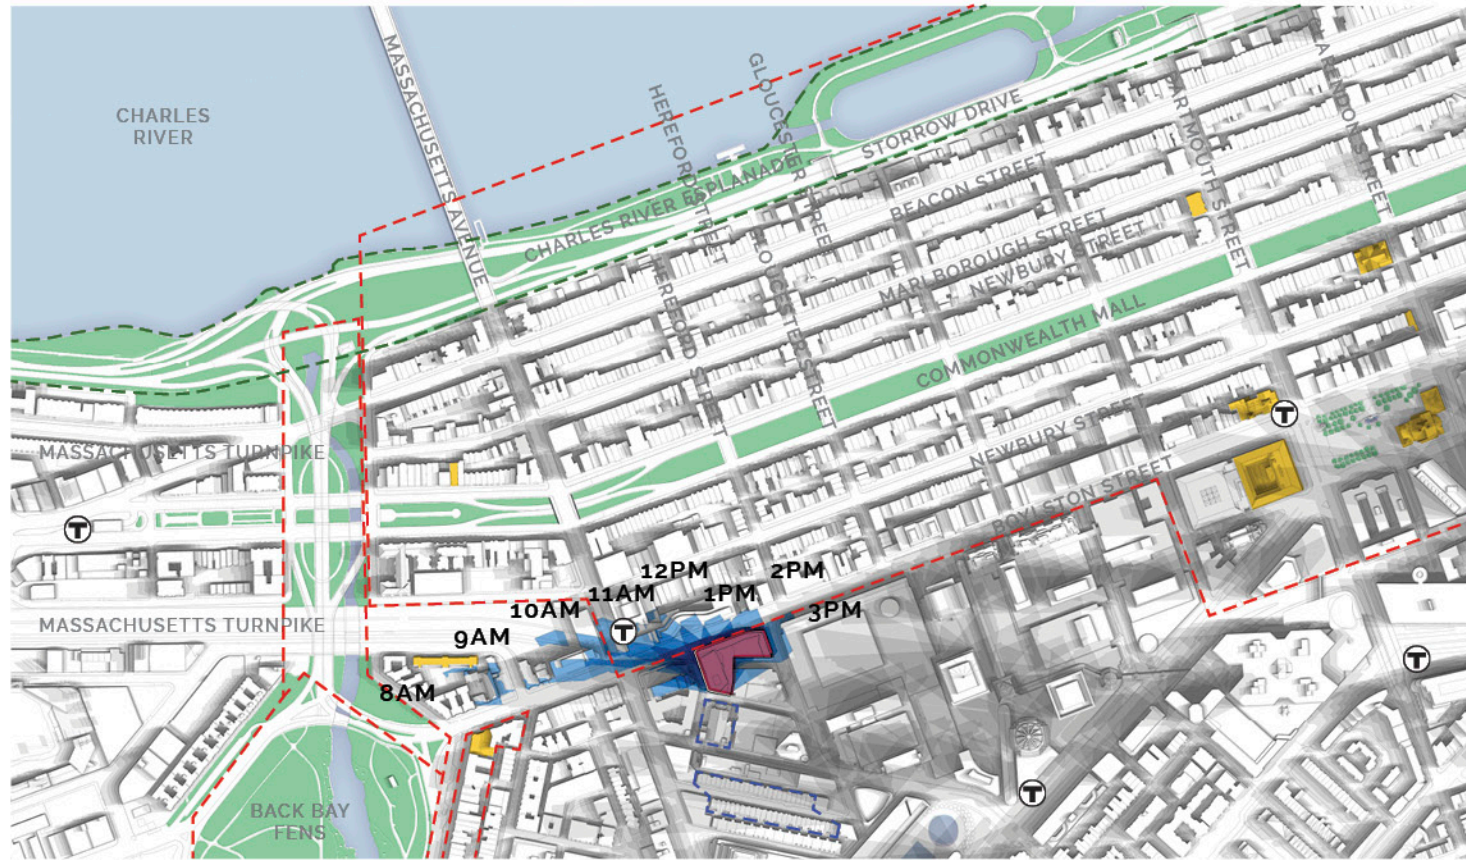 CHARLES
RIVER
MASSACHUSETTS AVENUE
HEREFORD STREET
GLOUCESTER STREET
CHARLES RIVER ESPLANADE
STORROW DRIVE
DARTMOUTH STREET
STREET
BEACON STREET
MARLBOROUGH STREET
NEWBURY STREET
HEREFORD STREET
GLOUCESTER STREET
COMMONWEALTH MALL
MASSACHUSETTS TURNPIKE
NEWBURY STREET
BOYLSTON STREET
T
T
12PM
2PM
11AM
1PM
10AM
3PM
MASSACHUSETTS TURNPIKE
9AM
T
T
8AM
T
BACK BAY
FENS